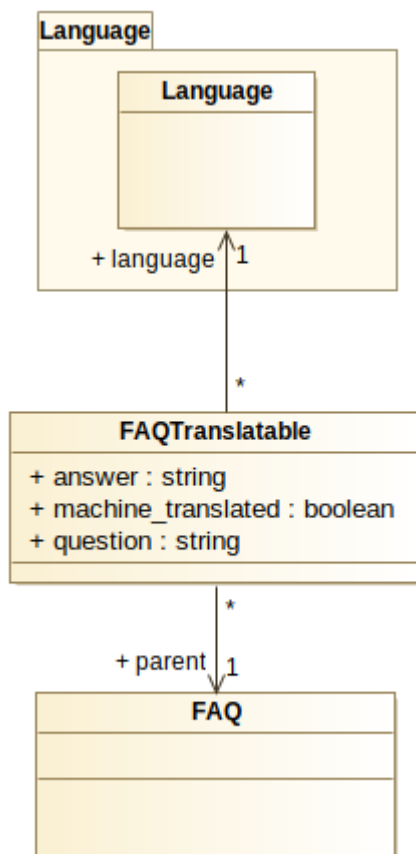 Language
Language
+ language 1
*
FAQTranslatable
+ answer : string
+ machine_translated : boolean
+ question : string
*
+ parent 1
FAQ